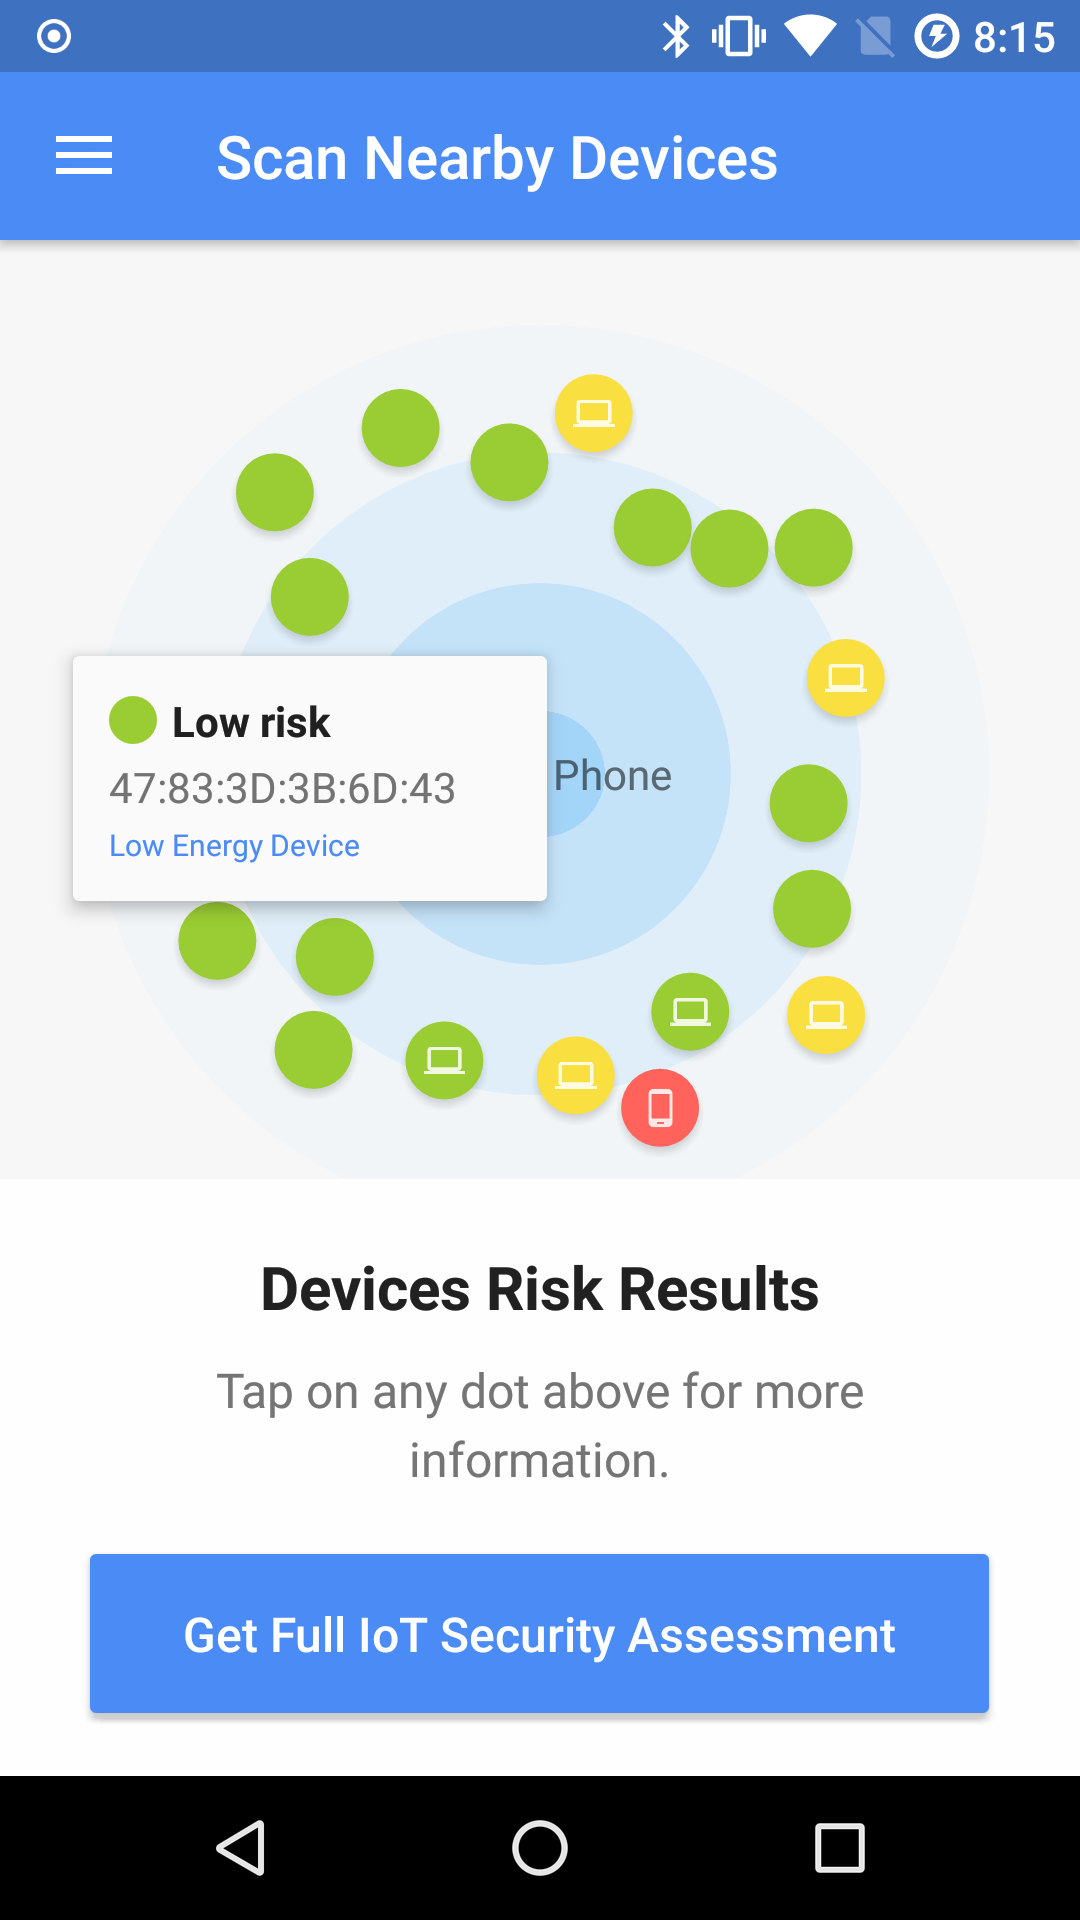 8:15
Scan Nearby Devices
Low risk
47:83:3D:3B:6D:43
Low Energy Device
Phone
Devices Risk Results
Tap on any dot above for more
information.
Get Full IoT Security Assessment